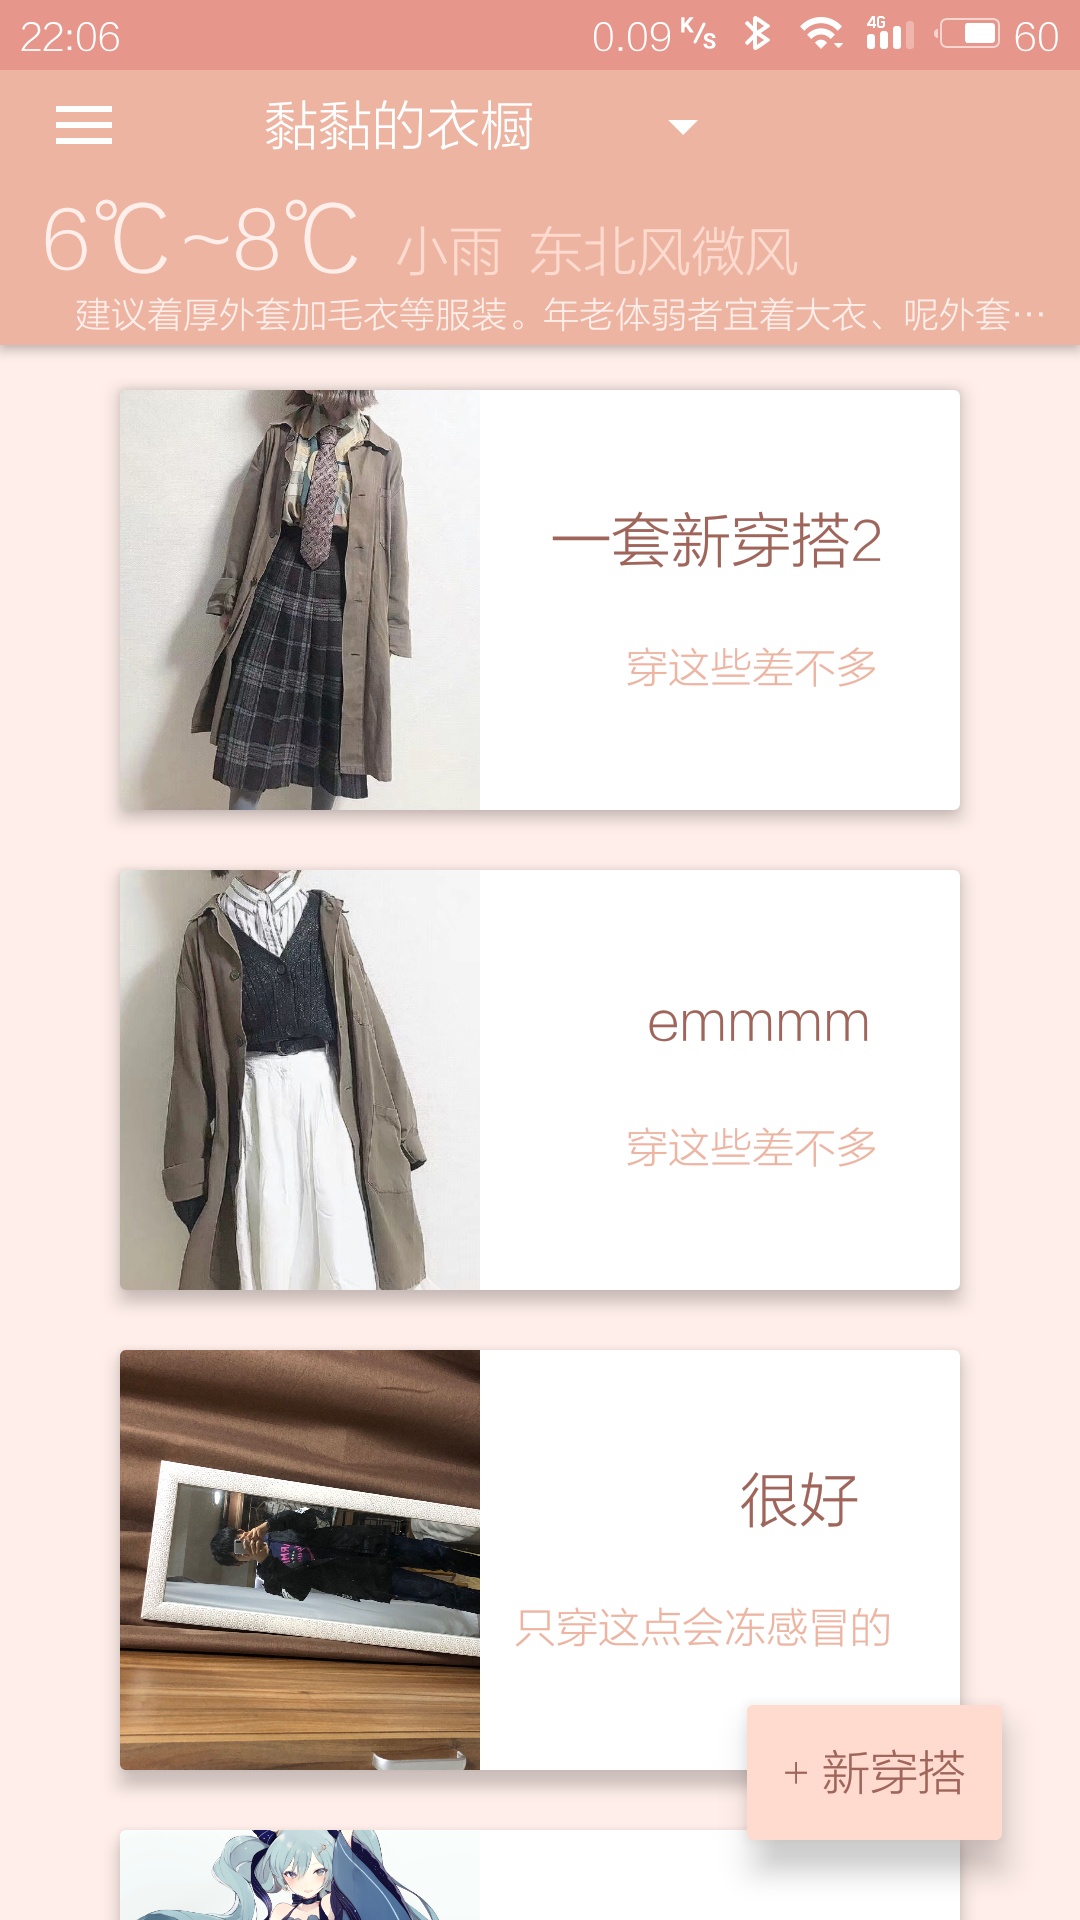 22:06 0.09 K/s 4G 60
黏黏的衣橱
6℃~8℃ 小雨 东北风微风
建议着厚外套加毛衣等服装。年老体弱者宜着大衣、呢外套…
一套新穿搭2
穿这些差不多
emmmm
穿这些差不多
很好
只穿这点会冻感冒的
+ 新穿搭